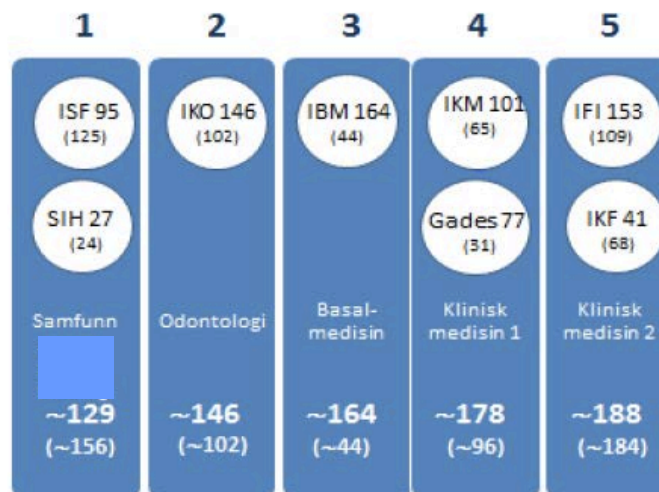 1
ISF 95
(125)
SIH 27
(24)
Samfunn
~129
(~156)
2
IKO 146
(102)
Odontologi
~146
(~102)
3
IBM 164
(44)
Basal-
medisin
~164
(~44)
4
IKM 101
(65)
Gades 77
(31)
Klinisk
medisin 1
~178
(~96)
5
IFI 153
(109)
IKF 41
(68)
Klinisk
medisin 2
~188
(~184)